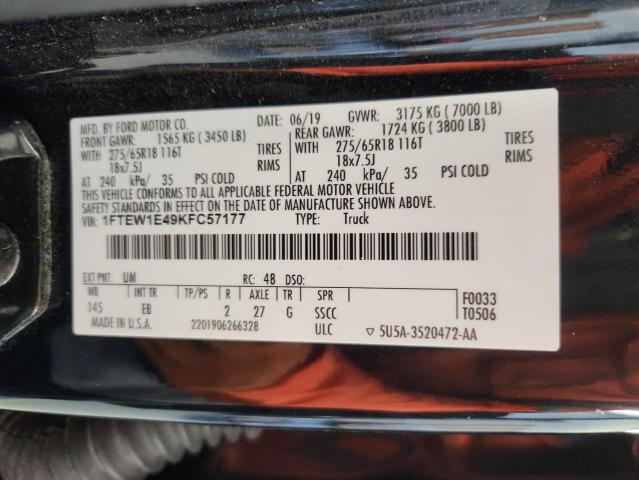 MFD. BY FORD MOTOR CO. DATE: 06/19 GVWR: 3175 KG ( 7000 LB)
FRONT GAWR: 1565 KG ( 3450 LB) REAR GAWR: 1724 KG ( 3800 LB)
WITH 275/65R18 116T TIRES WITH 275/65R18 116T TIRES
18x7.5J RIMS 18x7.5J RIMS
AT 240 kPa/ 35 PSI COLD AT 240 kPa/ 35 PSI COLD
THIS VEHICLE CONFORMS TO ALL APPLICABLE FEDERAL MOTOR VEHICLE
SAFETY STANDARDS IN EFFECT ON THE DATE OF MANUFACTURE SHOWN ABOVE.
VIN: 1FTEW1E49KFC57177 TYPE: Truck
EXT PNT: UM RC: 48 DSO:
WB INT TR TP/PS R AXLE TR SPR F0033
145 EB 2 27 G SSCC T0506
MADE IN U.S.A. 2201906266328 ULC ▽ 5U5A-3520472-AA